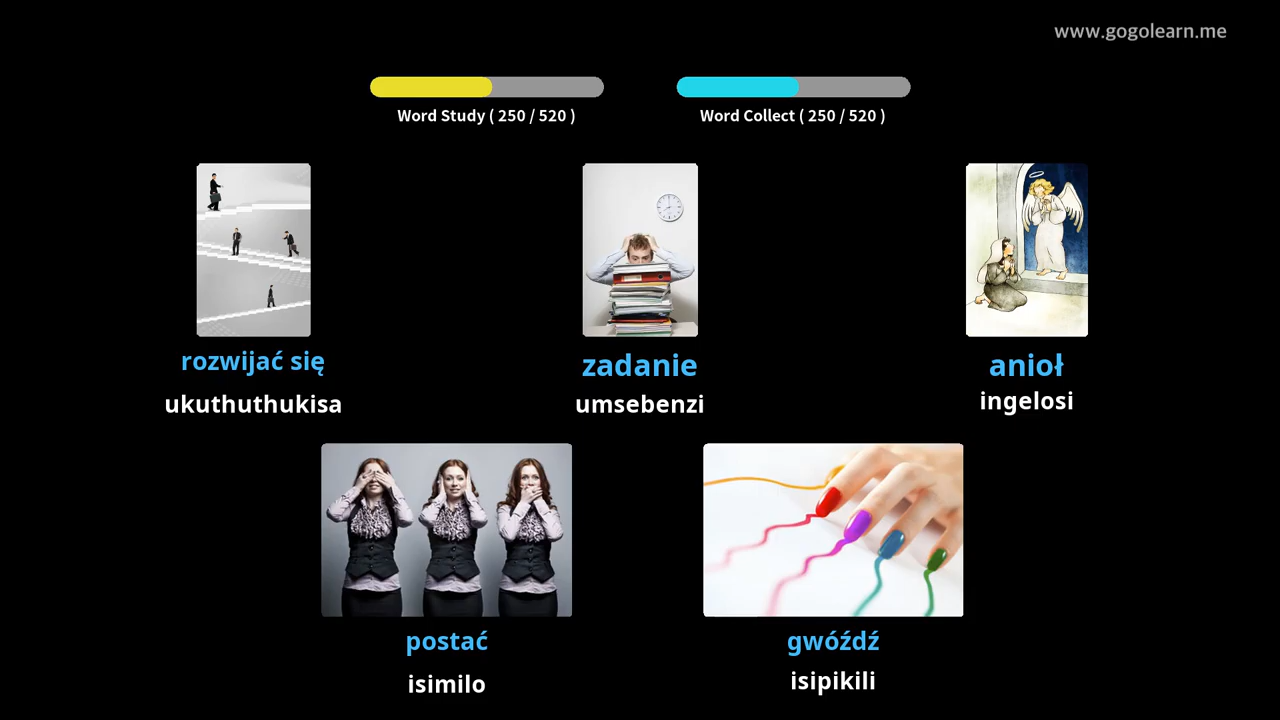 www.gogolearn.me
Word Study ( 250 / 520 )
Word Collect ( 250 / 520 )
rozwijać się
zadanie
anioł
ukuthuthukisa
umsebenzi
ingelosi
postać
gwóźdź
isimilo
isipikili